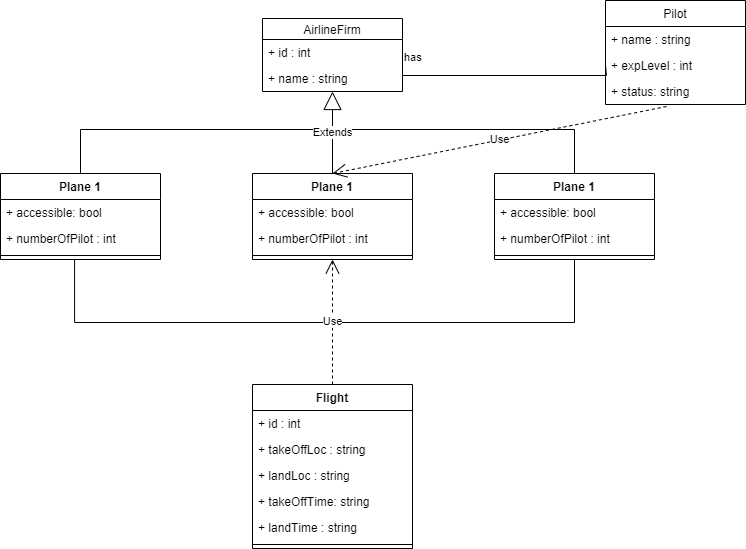 AirlineFirm
+ id : int
+ name : string
has
Pilot
+ name : string
+ expLevel : int
+ status: string
Extends
Use
Plane 1
+ accessible: bool
+ numberOfPilot : int
Plane 1
+ accessible: bool
+ numberOfPilot : int
Plane 1
+ accessible: bool
+ numberOfPilot : int
Use
Flight
+ id : int
+ takeOffLoc : string
+ landLoc : string
+ takeOffTime: string
+ landTime : string